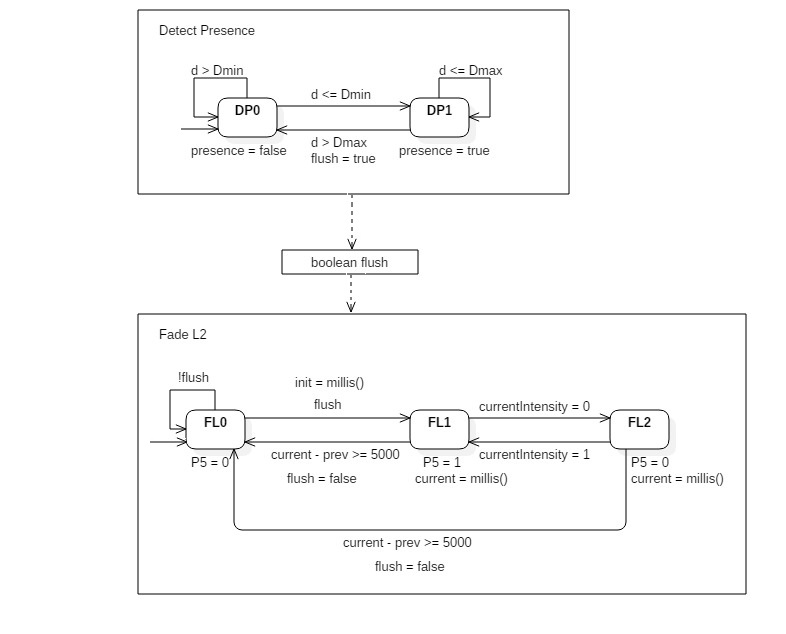 Detect Presence
d > Dmin
d <= Dmax
d <= Dmin
DP0
DP1
d > Dmax
flush = true
presence = false
presence = true
boolean flush
Fade L2
!flush
init = millis()
flush
currentIntensity = 0
FL0
FL1
FL2
current - prev >= 5000
currentIntensity = 1
P5 = 0
P5 = 1
P5 = 0
flush = false
current = millis()
current = millis()
current - prev >= 5000
flush = false